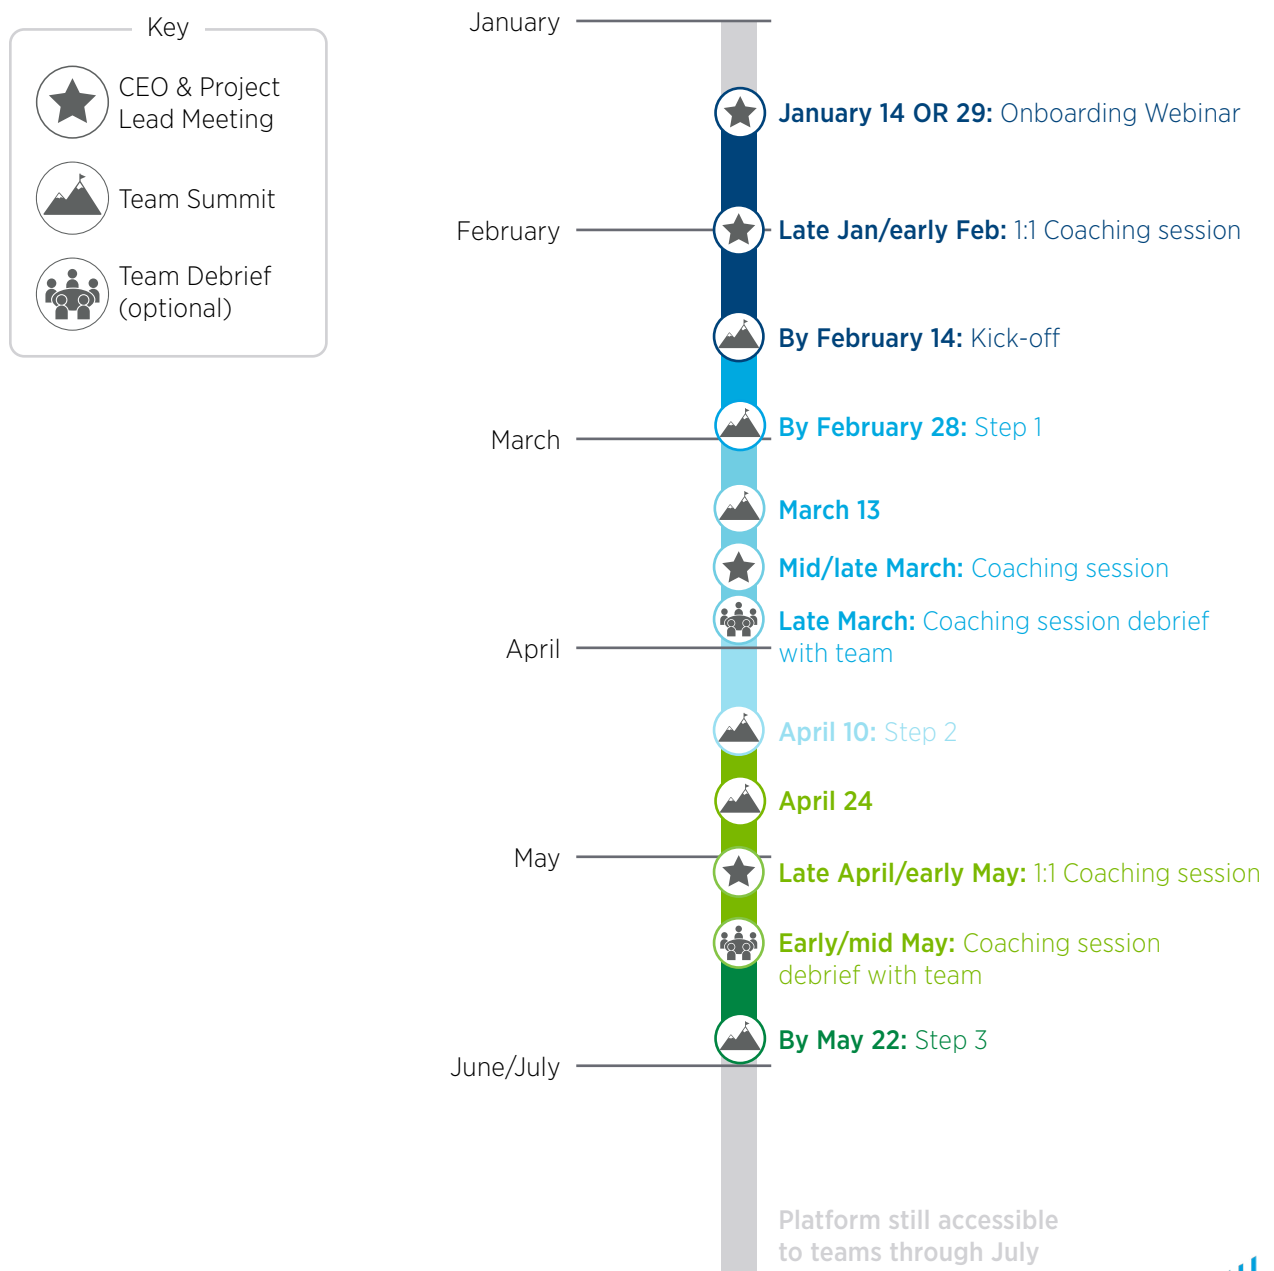 Key
CEO & Project
Lead Meeting
Team Summit
Team Debrief
(optional)
January
January 14 OR 29: Onboarding Webinar
February
Late Jan/early Feb: 1:1 Coaching session
By February 14: Kick-off
By February 28: Step 1
March
March 13
Mid/late March: Coaching session
Late March: Coaching session debrief
with team
April
April 10: Step 2
April 24
May
Late April/early May: 1:1 Coaching session
Early/mid May: Coaching session
debrief with team
By May 22: Step 3
June/July
Platform still accessible
to teams through July